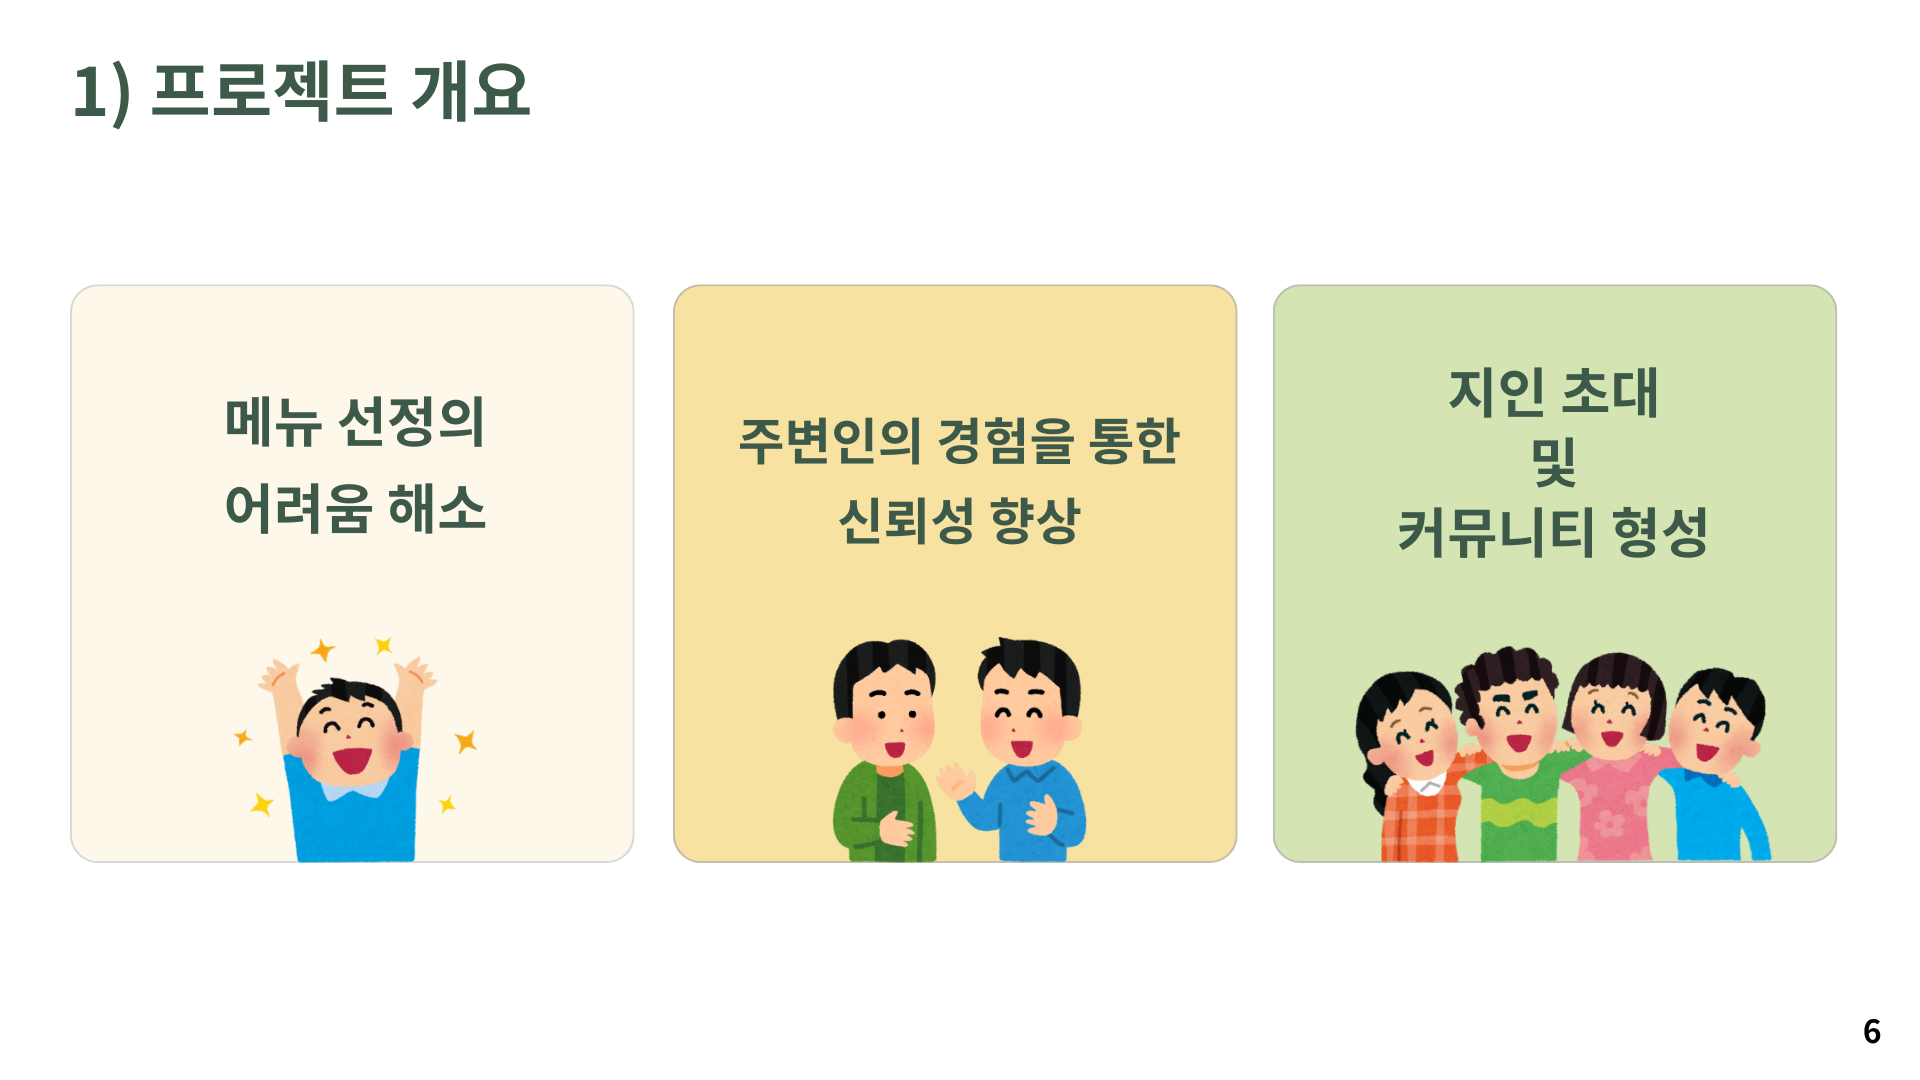 1) 프로젝트 개요
메뉴 선정의
어려움 해소
주변인의 경험을 통한
신뢰성 향상
지인 초대
및
커뮤니티 형성
6